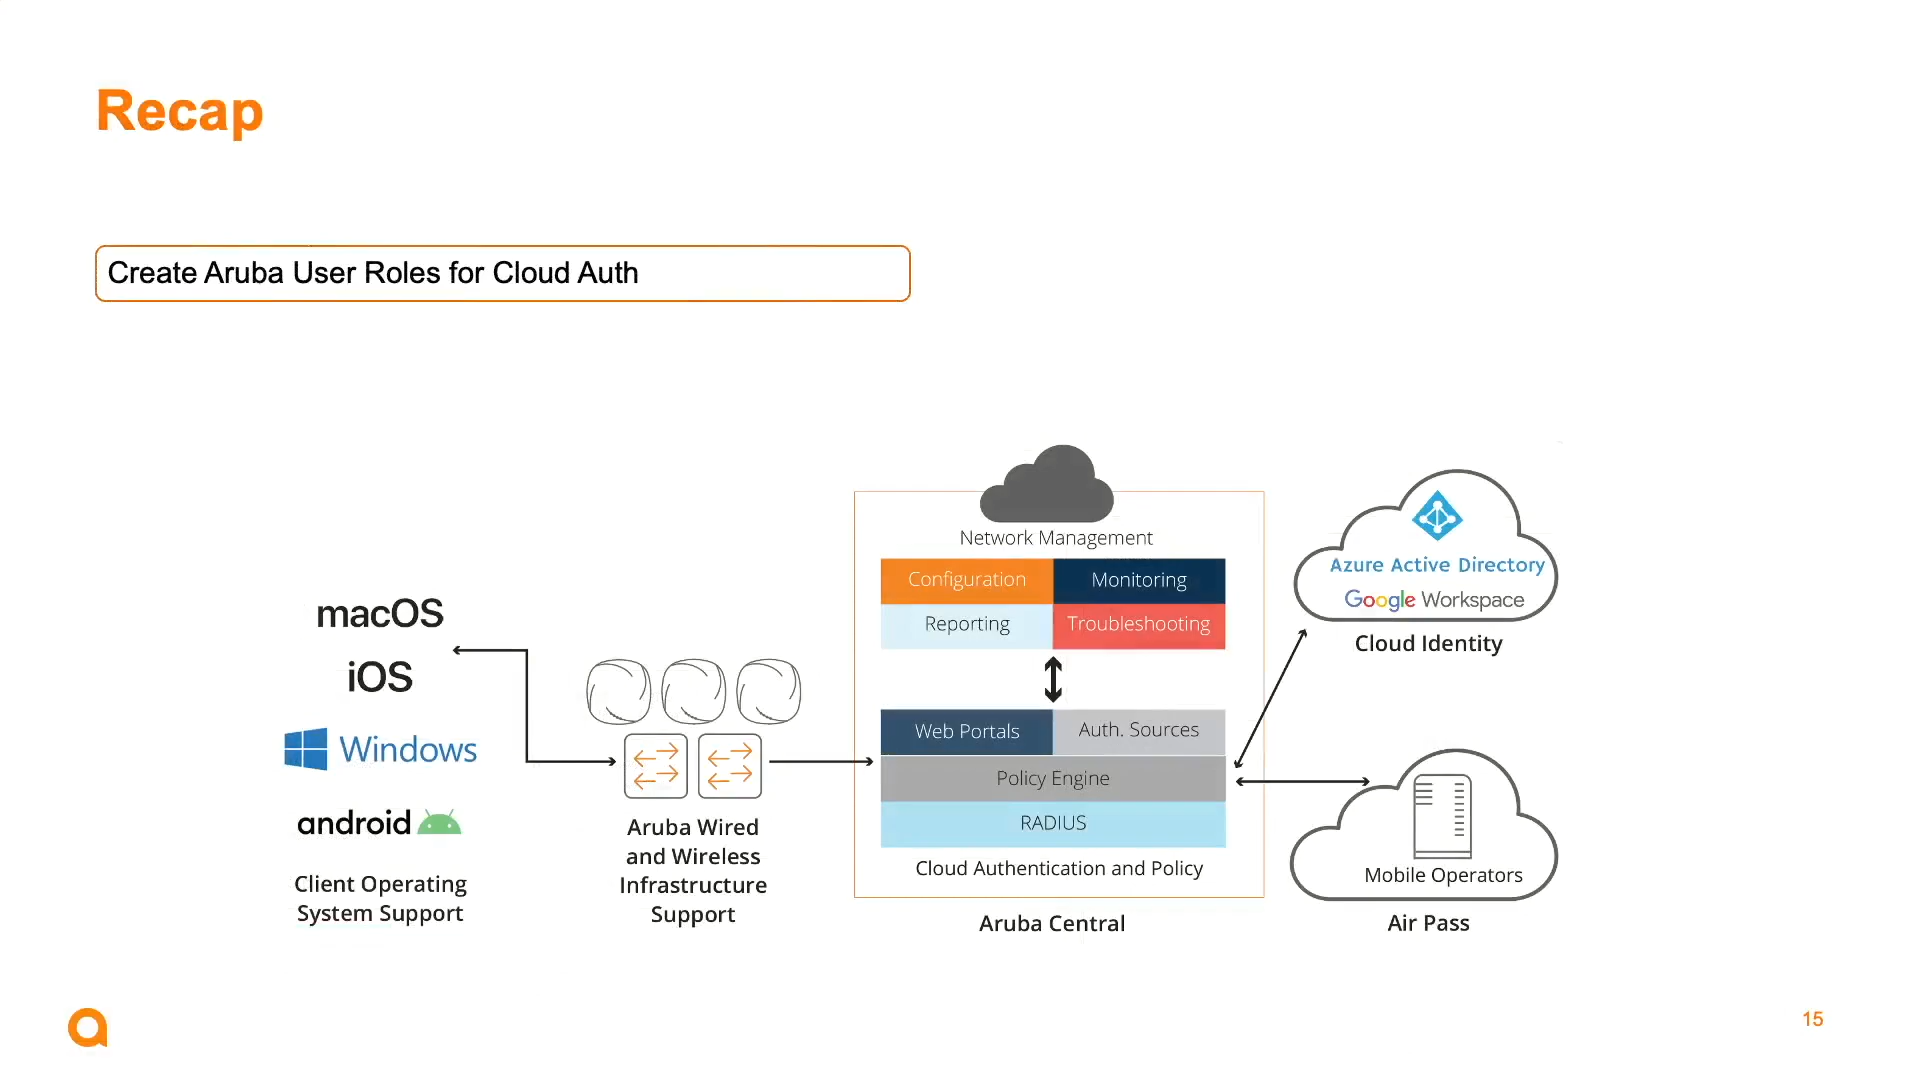 Recap
Create Aruba User Roles for Cloud Auth
macOS
iOS
Windows
android
Client Operating
System Support
Aruba Wired
and Wireless
Infrastructure
Support
Network Management
Configuration
Monitoring
Reporting
Troubleshooting
Web Portals
Auth. Sources
Policy Engine
RADIUS
Cloud Authentication and Policy
Aruba Central
Azure Active Directory
Google Workspace
Cloud Identity
Mobile Operators
Air Pass
15